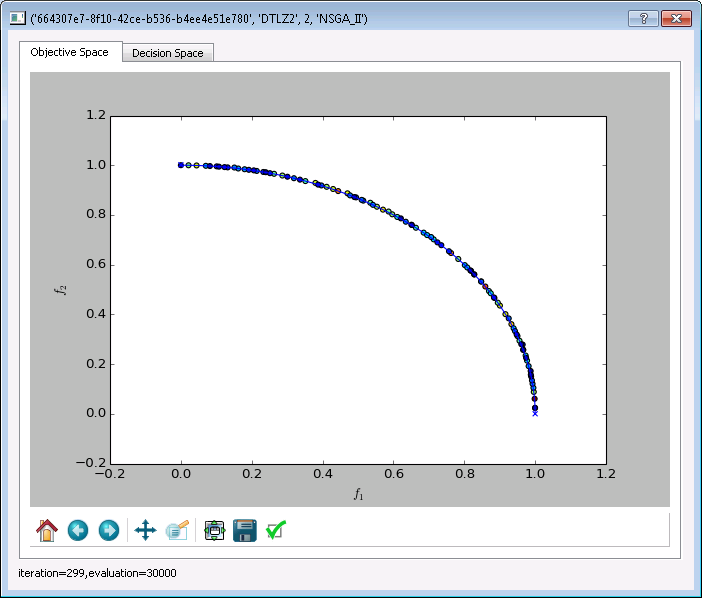 ('664307e7-8f10-42ce-b536-b4ee4e51e780', 'DTLZ2', 2, 'NSGA_II')
Objective Space
Decision Space
1.2
1.0
0.8
0.6
0.4
0.2
0.0
−0.2
f2
−0.2 0.0 0.2 0.4 0.6 0.8 1.0 1.2
f1
iteration=299,evaluation=30000